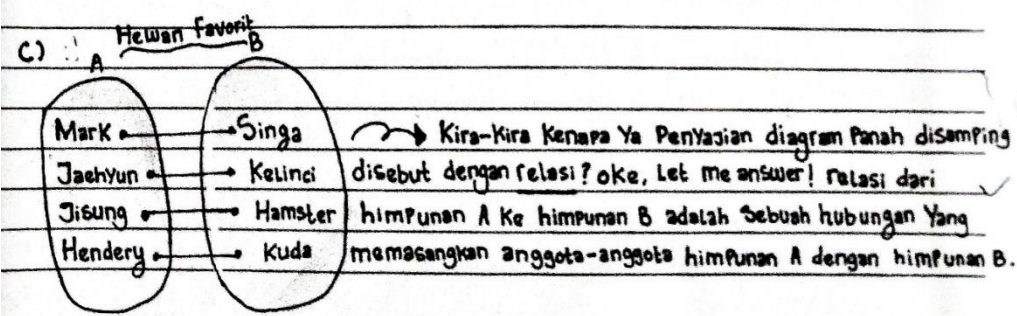 Hewan Favorit
C) A B
Mark Singa Kira-Kira Kenapa Ya Penyajian diagram Panah disamping
Jaehyun Kelinci disebut dengan relasi? oke, Let me answer! relasi dari
Jisung Hamster himpunan A Ke himpunan B adalah Sebuah hubungan Yang
Hendery Kuda memasangkan anggota-anggota himpunan A dengan himpunan B.